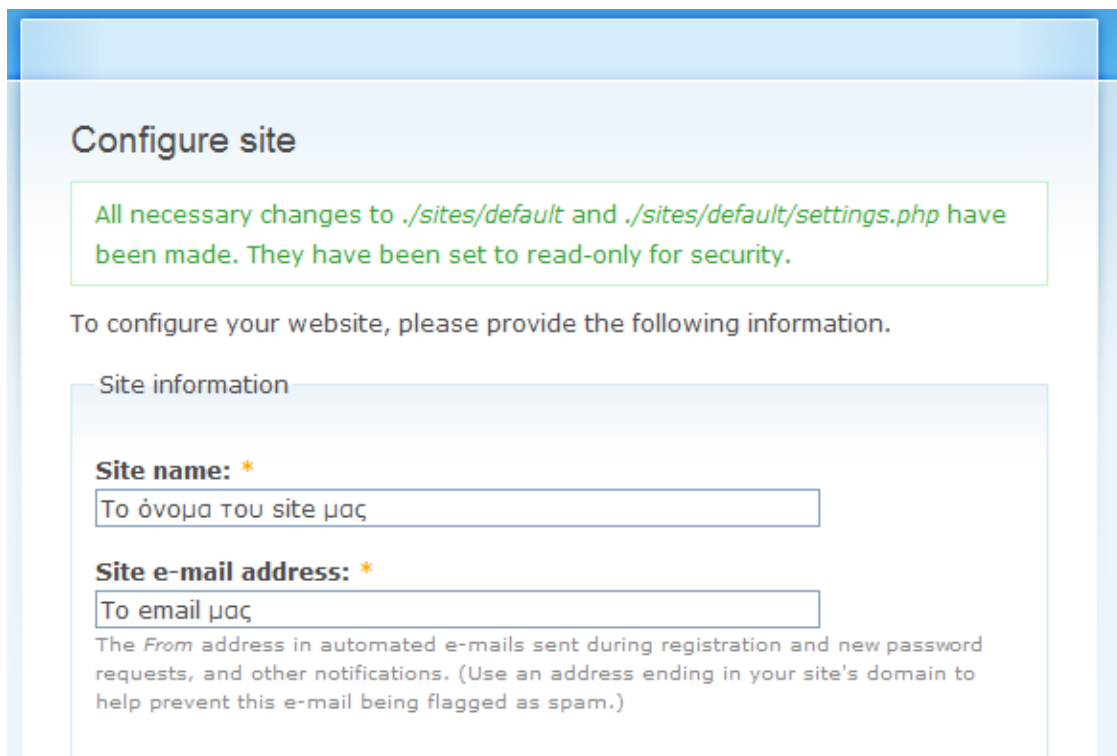 Configure site
All necessary changes to ./sites/default and ./sites/default/settings.php have
been made. They have been set to read-only for security.
To configure your website, please provide the following information.
Site information
Site name: *
Το όνομα του site μας
Site e-mail address: *
Το email μας
The From address in automated e-mails sent during registration and new password
requests, and other notifications. (Use an address ending in your site's domain to
help prevent this e-mail being flagged as spam.)